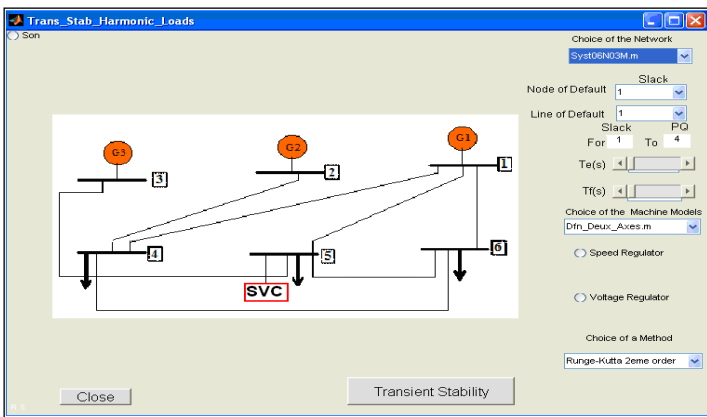 Trans_Stab_Harmonic_Loads
Son
Choice of the Network
Syst06N03M.m
Slack
Node of Default 1
Line of Default 1
Slack PQ
For 1 To 4
Te(s)
Tf(s)
Choice of the Machine Models
Dfn_Deux_Axes.m
Speed Regulator
Voltage Regulator
Choice of a Method
Runge-Kutta 2eme order
G3
G2
G1
3
2
1
4
5
6
SVC
Close
Transient Stability